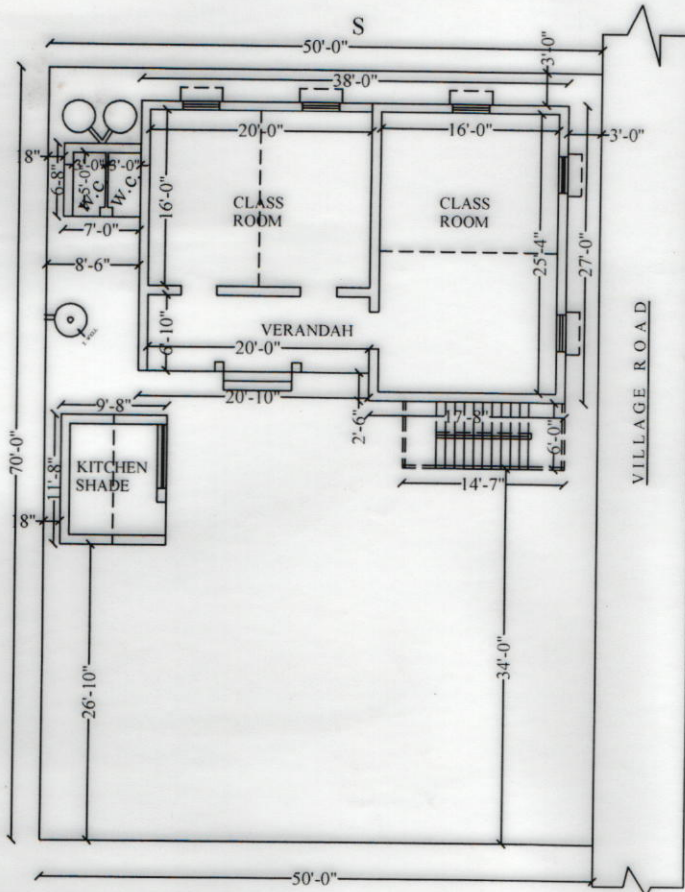 S
50'-0"
3'-0"
38'-0"
20'-0"
16'-0"
3'-0"
18"
6'-8"
3'-0"
3'-0"
5'-0"
W.C
W.C
7'-0"
8'-6"
16'-0"
CLASS
ROOM
CLASS
ROOM
25'-4"
27'-0"
6'-10"
VERANDAH
20'-0"
20'-10"
2'-6"
17'-8"
6'-0"
14'-7"
9'-8"
KITCHEN
SHADE
11'-8"
18"
70'-0"
26'-10"
34'-0"
VILLAGE ROAD
50'-0"